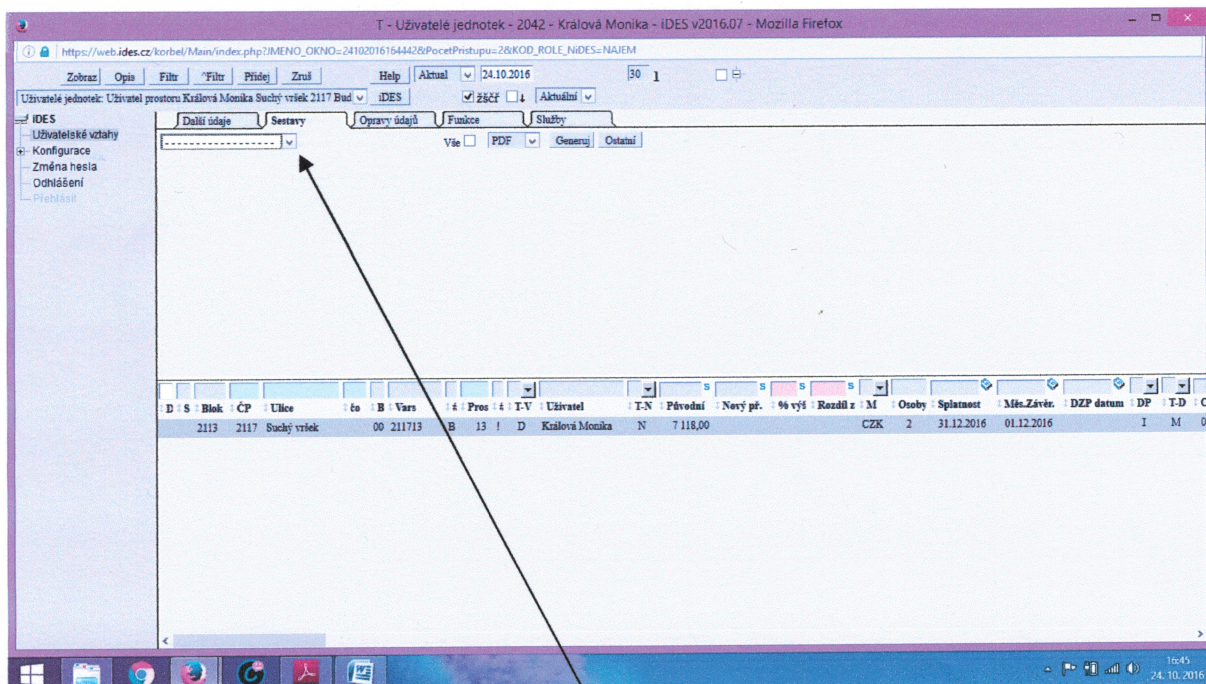 T - Uživatelé jednotek - 2042 - Králová Monika - iDES v2016.07 - Mozilla Firefox
https://web.ides.cz/korbel/Main/index.php?JMENO_OKNO=24102016164442&PocetPristupu=2&KOD_ROLE_NiDES=NAJEM
Zobraz Opis Filtr ^Filtr Přidej Zruš Help Aktual 24.10.2016 30 1
Uživatelé jednotek: Uživatel prostoru Králová Monika Suchý vršek 2117 Bud iDES žščř Aktuální
iDES
Další údaje Sestavy Opravy údajů Funkce Služby
Uživatelské vztahy
---------------- Vše PDF Generuj Ostatní
Konfigurace
Změna hesla
Odhlášení
Přehlásit
S S S S
D S Blok ČP Ulice čo B Vars Pros T-V Uživatel T-N Původní Nový př. % výš Rozdíl z M Osoby Splatnost Měs.Závěr. DZP datum DP T-D
2113 2117 Suchý vršek 00 211713 B 13 ! D Králová Monika N 7 118,00 CZK 2 31.12.2016 01.12.2016 I M 0
16:45
24. 10. 2016